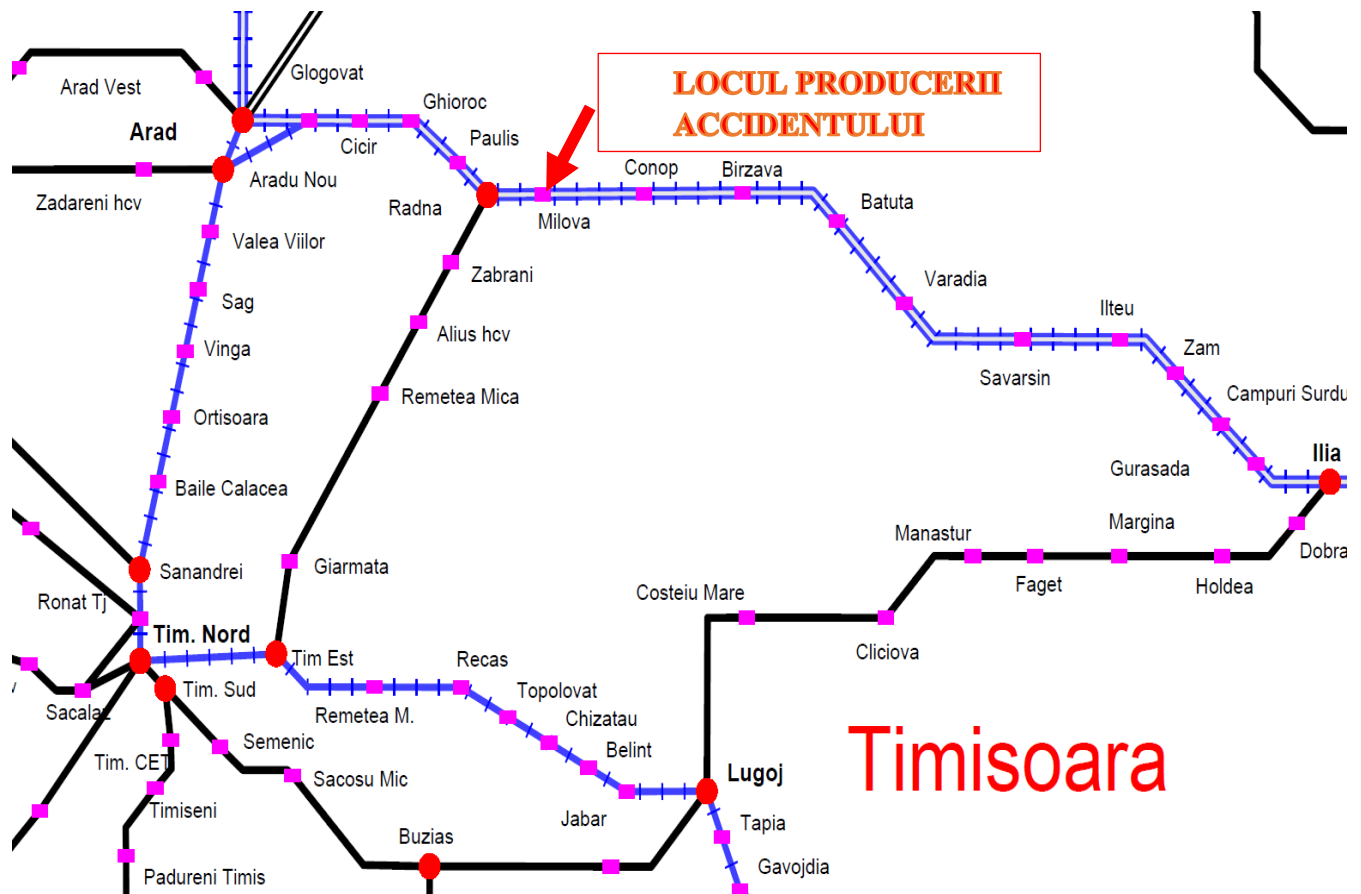 LOCUL PRODUCERII
ACCIDENTULUI
Glogovat
Arad Vest
Ghioroc
Arad
Paulis
Cicir
Conop
Birzava
Aradu Nou
Zadareni hcv
Radna
Milova
Batuta
Valea Viilor
Zabrani
Varadia
Ilteu
Sag
Alius hcv
Zam
Vinga
Savarsin
Remetea Mica
Campuri Surdu
Ortisoara
Ilia
Gurasada
Baile Calacea
Manastur
Margina
Dobra
Sanandrei
Giarmata
Faget
Holdea
Ronat Tj
Costeiu Mare
Tim. Nord
Cliciova
Tim Est
Recas
v
Tim. Sud
Topolovat
Sacalaz
Remetea M.
Chizatau
Semenic
Belint
Tim. CET
Timisoara
Sacosu Mic
Lugoj
Timiseni
Jabar
Tapia
Buzias
Gavojdia
Padureni Timis